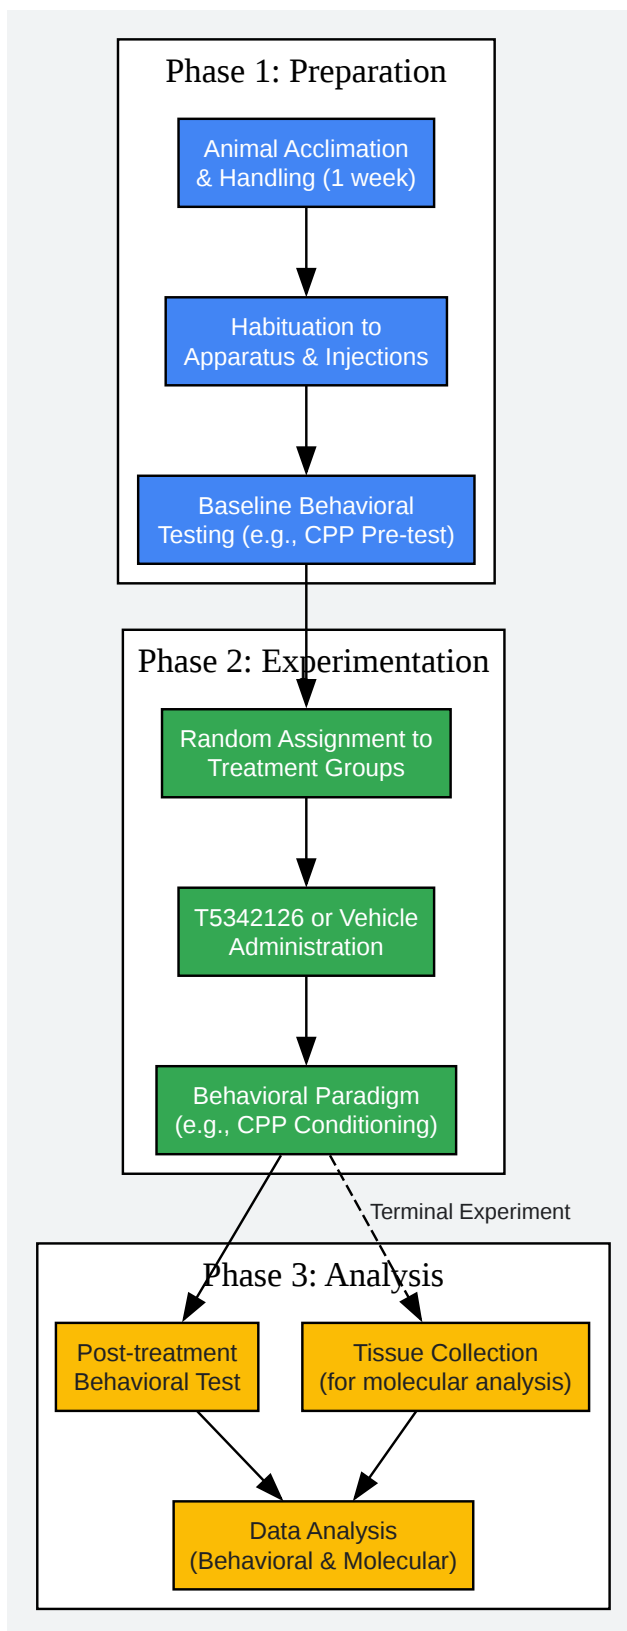 Phase 1: Preparation
Animal Acclimation
& Handling (1 week)
Habituation to
Apparatus & Injections
Baseline Behavioral
Testing (e.g., CPP Pre-test)
Phase 2: Experimentation
Random Assignment to
Treatment Groups
T5342126 or Vehicle
Administration
Behavioral Paradigm
(e.g., CPP Conditioning)
Terminal Experiment
Phase 3: Analysis
Post-treatment
Behavioral Test
Tissue Collection
(for molecular analysis)
Data Analysis
(Behavioral & Molecular)